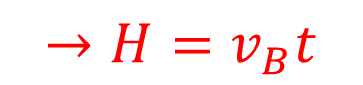 → H = v_B t